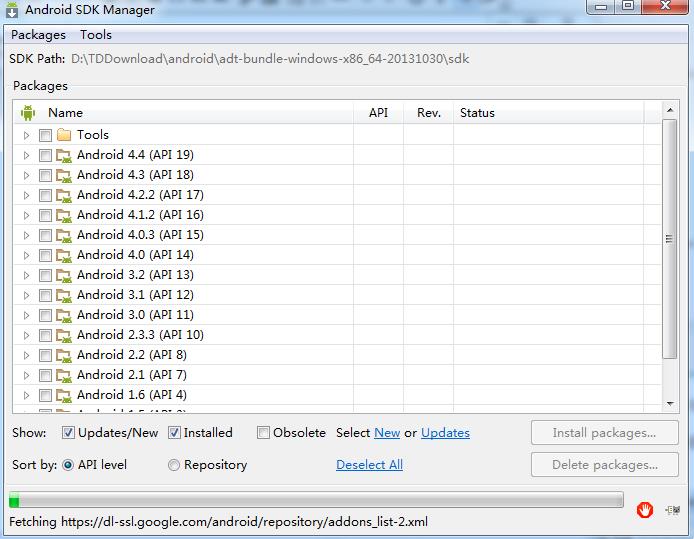 Android SDK Manager
Packages Tools
SDK Path: D:\TDDownload\android\adt-bundle-windows-x86_64-20131030\sdk
Packages
Name API Rev. Status
Tools
Android 4.4 (API 19)
Android 4.3 (API 18)
Android 4.2.2 (API 17)
Android 4.1.2 (API 16)
Android 4.0.3 (API 15)
Android 4.0 (API 14)
Android 3.2 (API 13)
Android 3.1 (API 12)
Android 3.0 (API 11)
Android 2.3.3 (API 10)
Android 2.2 (API 8)
Android 2.1 (API 7)
Android 1.6 (API 4)
Android 1.5 (API 3)
Show: Updates/New Installed Obsolete Select New or Updates Install packages...
Sort by: API level Repository Deselect All Delete packages...
Fetching https://dl-ssl.google.com/android/repository/addons_list-2.xml